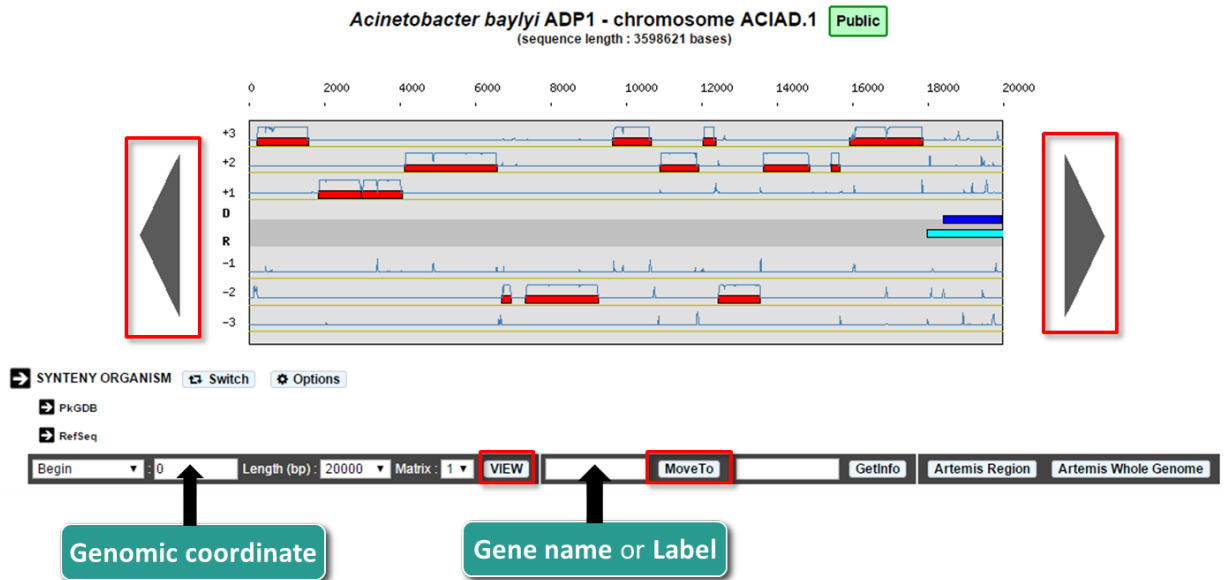 Acinetobacter baylyi ADP1 - chromosome ACIAD.1 Public
(sequence length : 3598621 bases)
0 2000 4000 6000 8000 10000 12000 14000 16000 18000 20000
+3
+2
+1
D
R
-1
-2
-3
SYNTENY ORGANISM Switch Options
PkGDB
RefSeq
Begin : 0 Length (bp) : 20000 Matrix : 1 VIEW MoveTo GetInfo Artemis Region Artemis Whole Genome
Genomic coordinate Gene name or Label